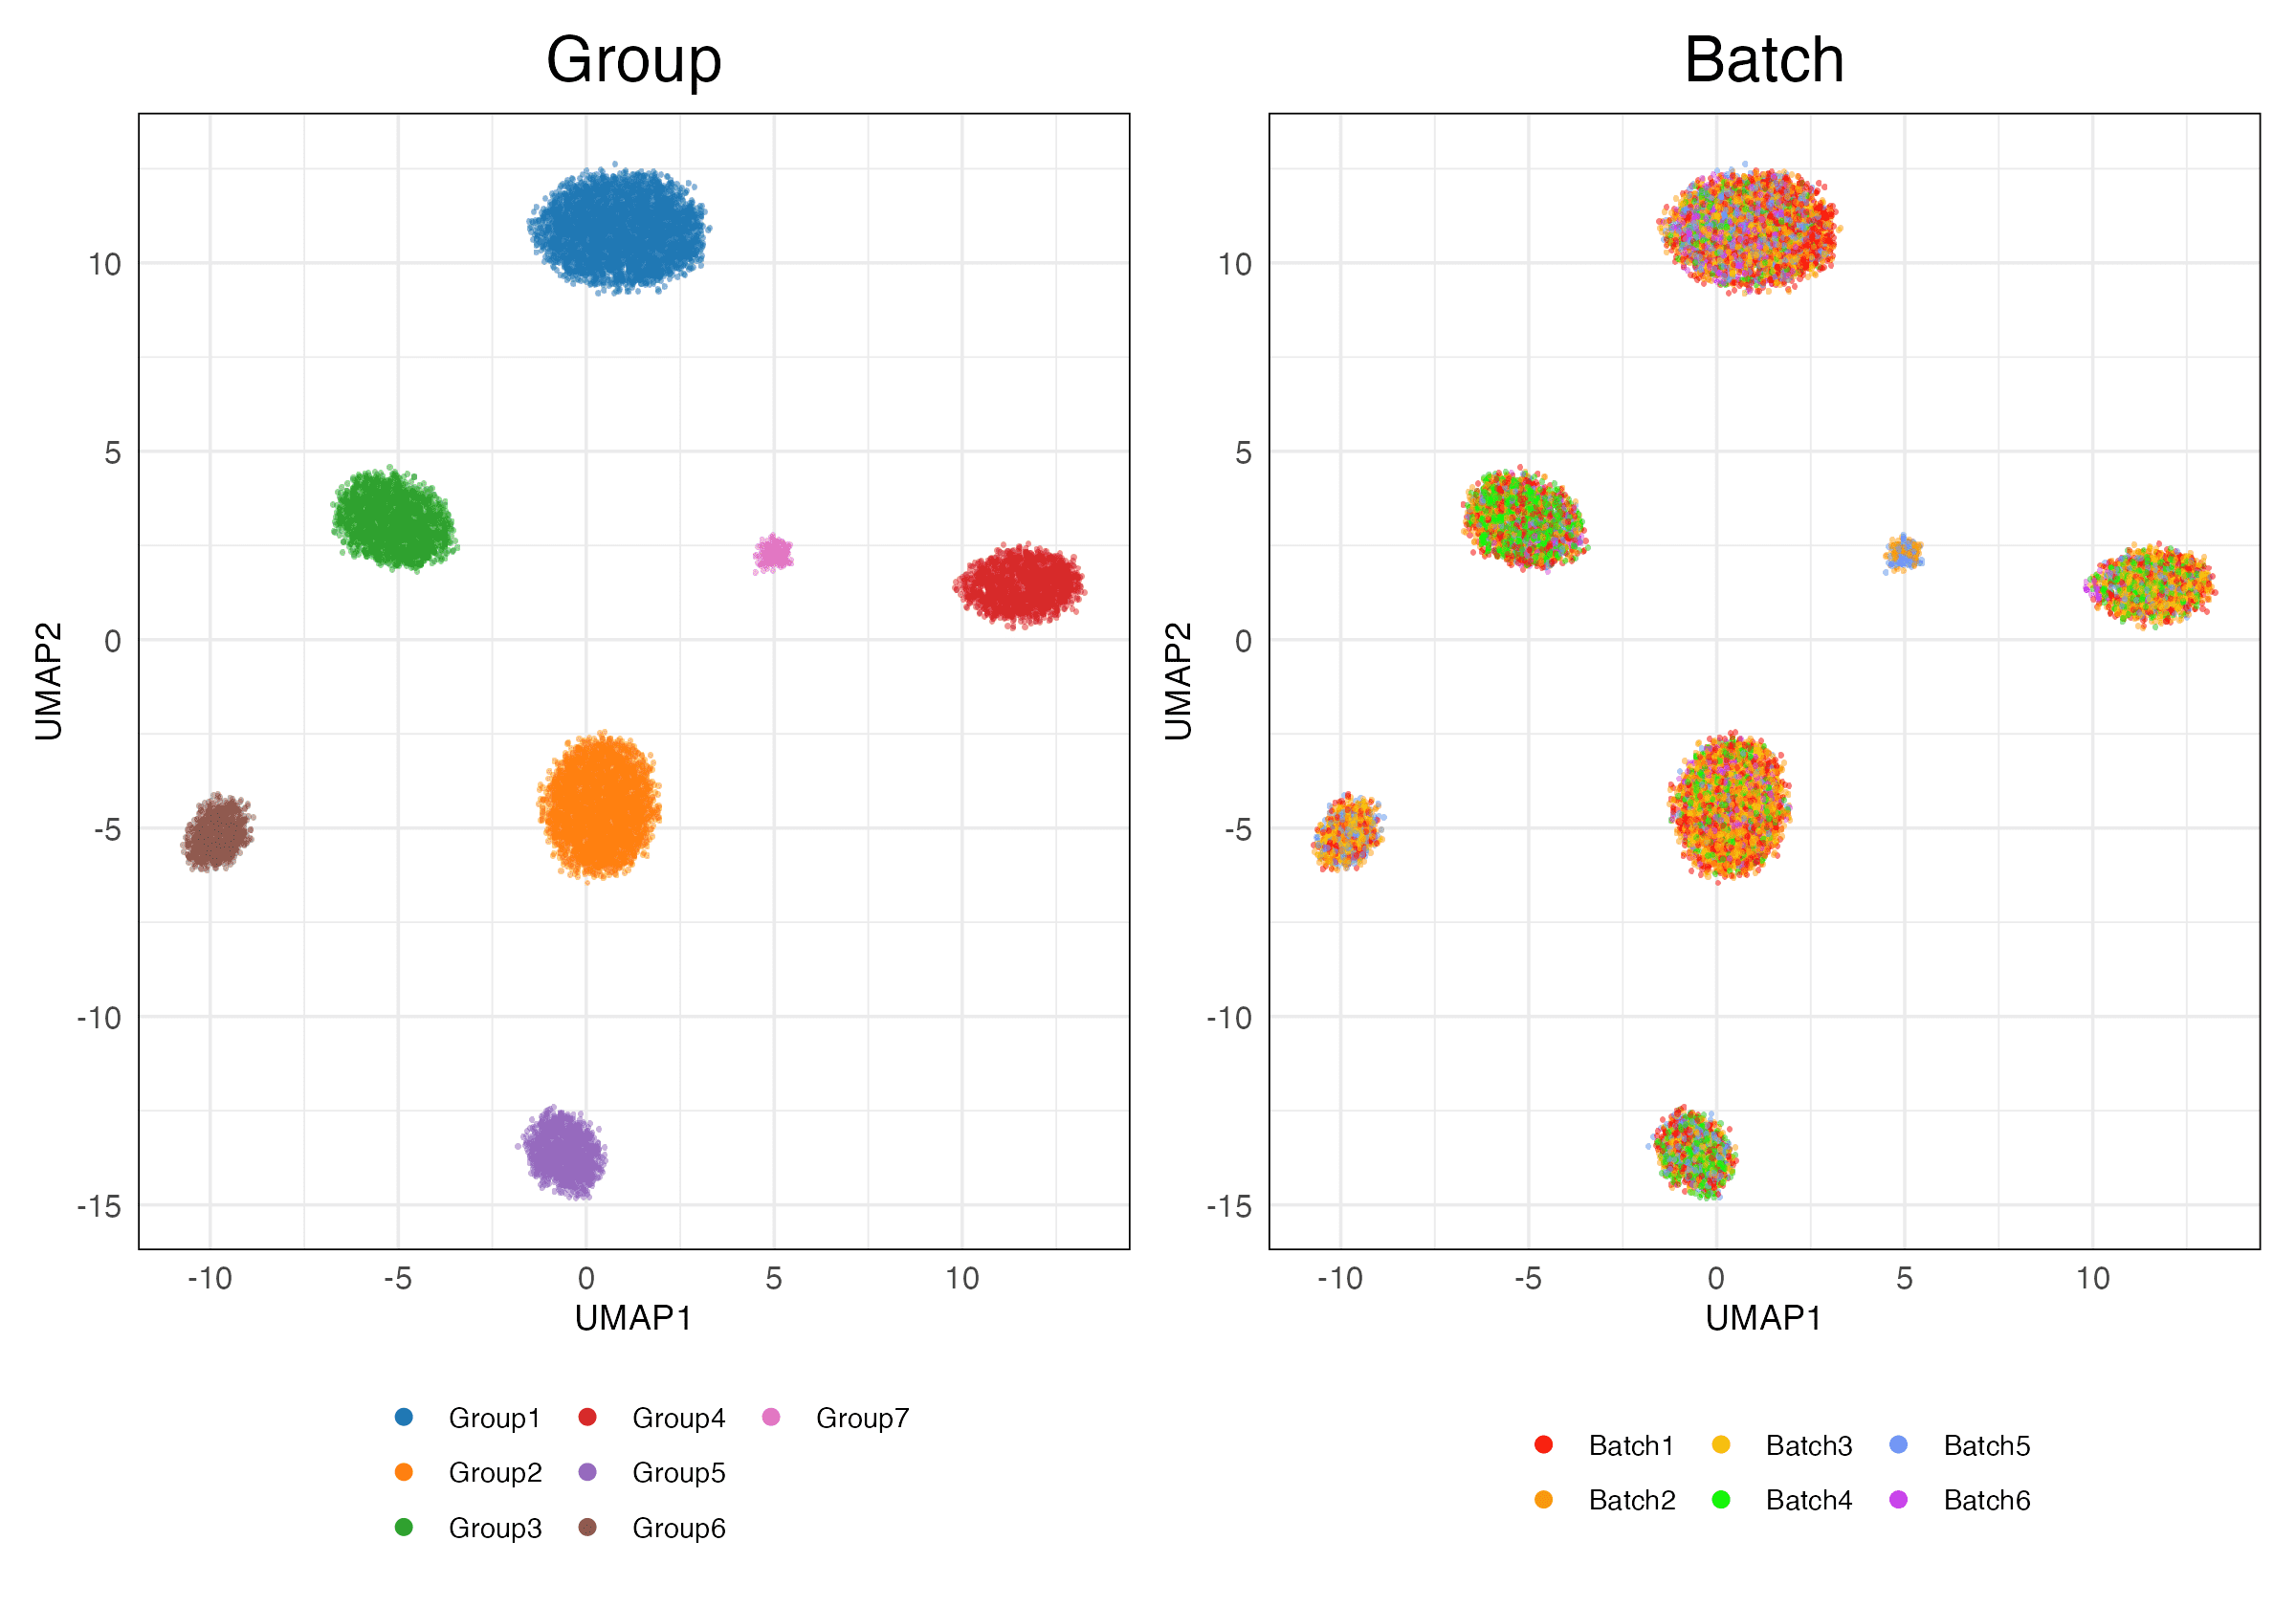 Group
Batch
UMAP2
10
5
0
-5
-10
-15
-10 -5 0 5 10
UMAP1
Group1 Group4 Group7
Group2 Group5
Group3 Group6
UMAP2
10
5
0
-5
-10
-15
-10 -5 0 5 10
UMAP1
Batch1 Batch3 Batch5
Batch2 Batch4 Batch6